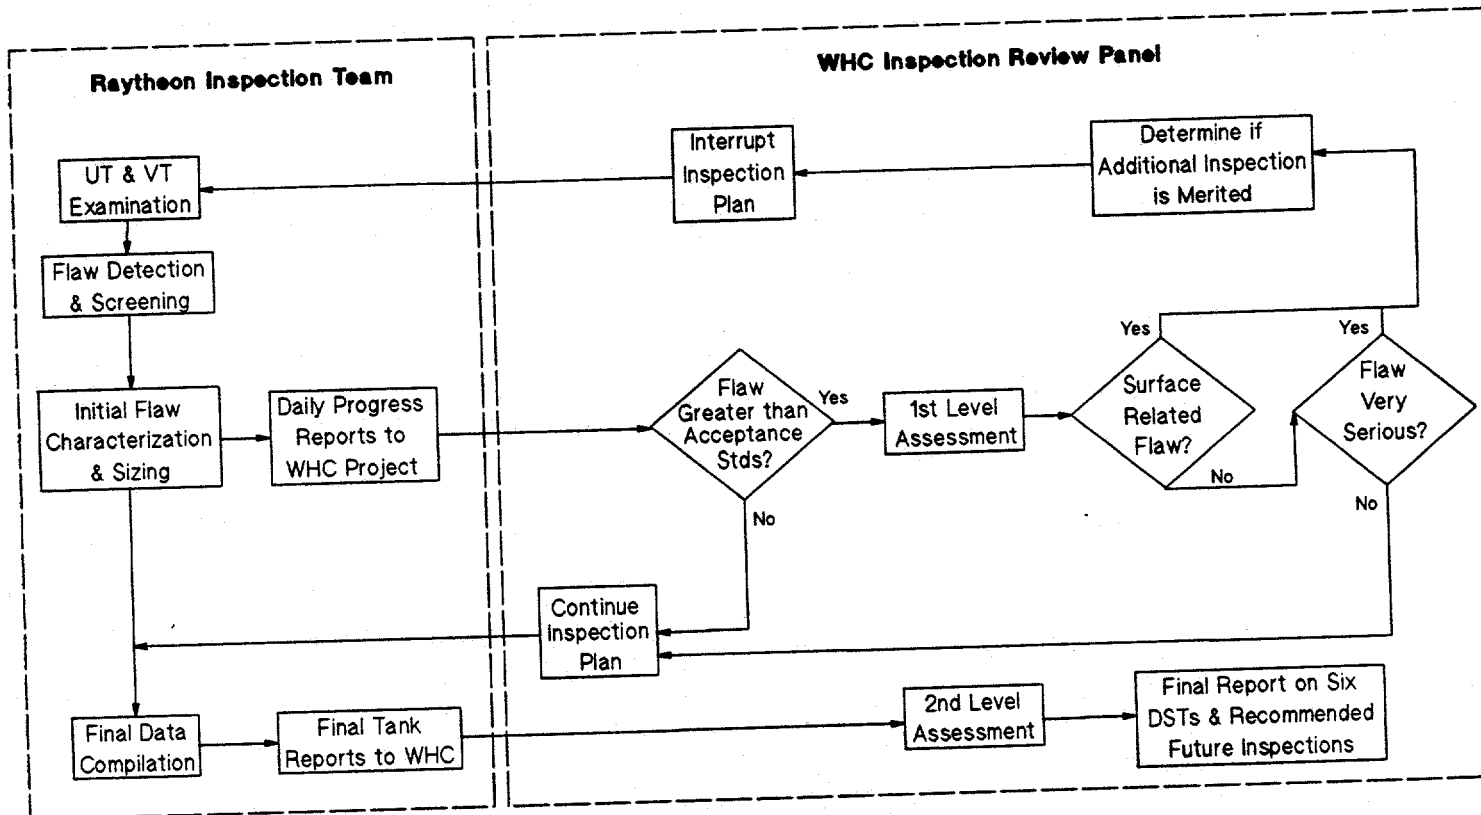 Raytheon Inspection Team
WHC Inspection Review Panel
UT & VT
Examination
Interrupt
Inspection
Plan
Determine if
Additional Inspection
is Merited
Flaw Detection
& Screening
Initial Flaw
Characterization
& Sizing
Daily Progress
Reports to
WHC Project
Flaw
Greater than
Acceptance
Stds?
Yes
No
1st Level
Assessment
Surface
Related
Flaw?
Yes
No
Flaw
Very
Serious?
Yes
No
Continue
Inspection
Plan
Final Data
Compilation
Final Tank
Reports to WHC
2nd Level
Assessment
Final Report on Six
DSTs & Recommended
Future Inspections